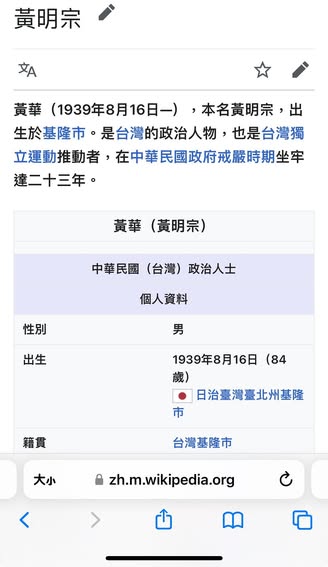 黃明宗
黃華（1939年8月16日—），本名黃明宗，出
生於基隆市。是台灣的政治人物，也是台灣獨
立運動推動者，在中華民國政府戒嚴時期坐牢
達二十三年。
黃華（黃明宗）
中華民國（台灣）政治人士
個人資料
性別 男
出生 1939年8月16日（84
歲）
日治臺灣臺北州基隆
市
籍貫 台灣基隆市
大小 zh.m.wikipedia.org